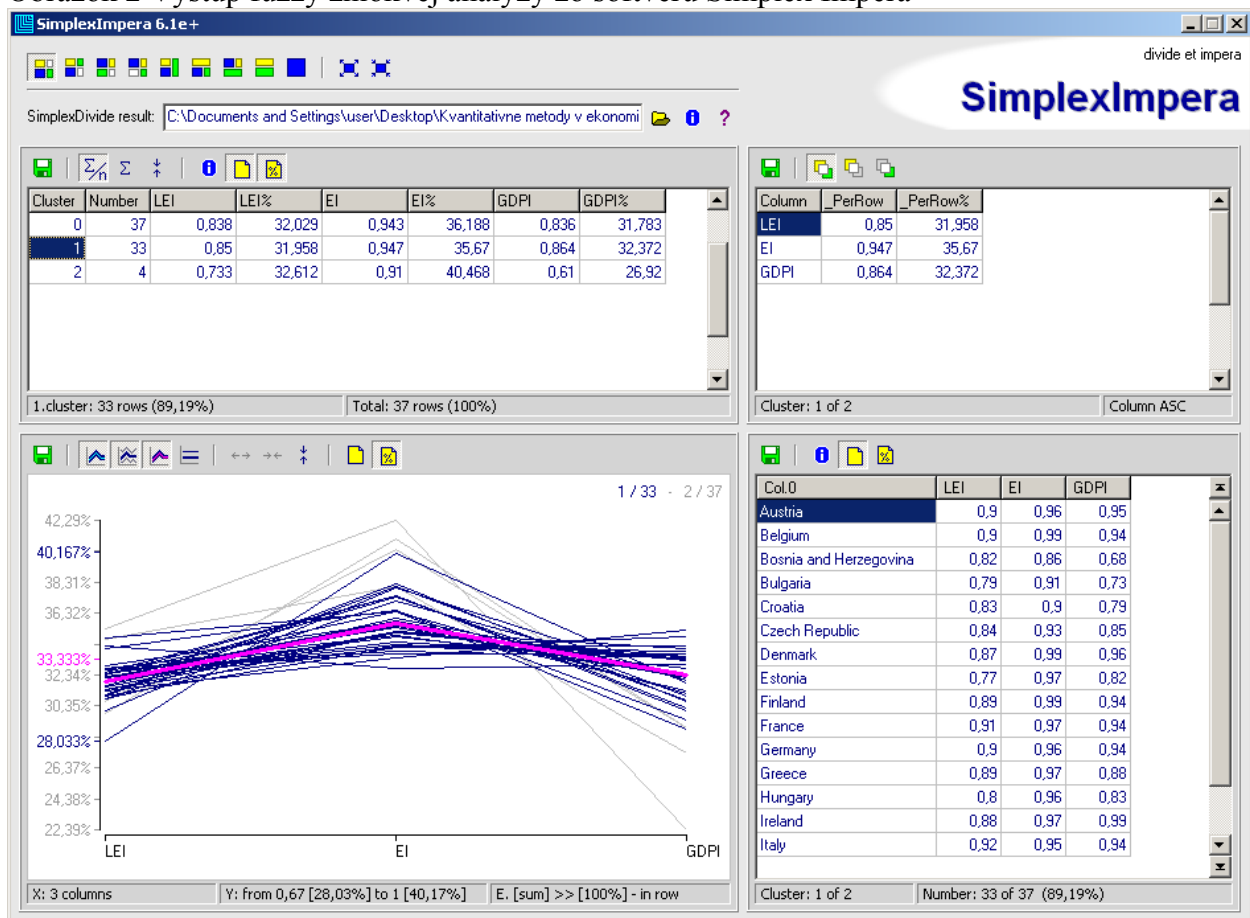 Obrázok 2 Výstup fuzzy zhlukovej analýzy zo softvéru Simplex Impera
SimplexImpera 6.1e+
divide et impera
SimplexImpera
SimplexDivide result: C:\Documents and Settings\user\Desktop\Kvantitativne metody v ekonomi
Cluster Number LEI LEI% EI EI% GDPI GDPI%
0 37 0,838 32,029 0,943 36,188 0,836 31,783
1 33 0,85 31,958 0,947 35,67 0,864 32,372
2 4 0,733 32,612 0,91 40,468 0,61 26,92
1.cluster: 33 rows (89,19%) Total: 37 rows (100%)
Column _PerRow _PerRow%
LEI 0,85 31,958
EI 0,947 35,67
GDPI 0,864 32,372
Cluster: 1 of 2 Column ASC
1 / 33 - 2 / 37
42,29%
40,167%
38,31%
36,32%
33,333%
32,34%
30,35%
28,033%
26,37%
24,38%
22,39%
LEI EI GDPI
X: 3 columns Y: from 0,67 [28,03%] to 1 [40,17%] E. [sum] >> [100%] - in row
Col.0 LEI EI GDPI
Austria 0,9 0,96 0,95
Belgium 0,9 0,99 0,94
Bosnia and Herzegovina 0,82 0,86 0,68
Bulgaria 0,79 0,91 0,73
Croatia 0,83 0,9 0,79
Czech Republic 0,84 0,93 0,85
Denmark 0,87 0,99 0,96
Estonia 0,77 0,97 0,82
Finland 0,89 0,99 0,94
France 0,91 0,97 0,94
Germany 0,9 0,96 0,94
Greece 0,89 0,97 0,88
Hungary 0,8 0,96 0,83
Ireland 0,88 0,97 0,99
Italy 0,92 0,95 0,94
Cluster: 1 of 2 Number: 33 of 37 (89,19%)